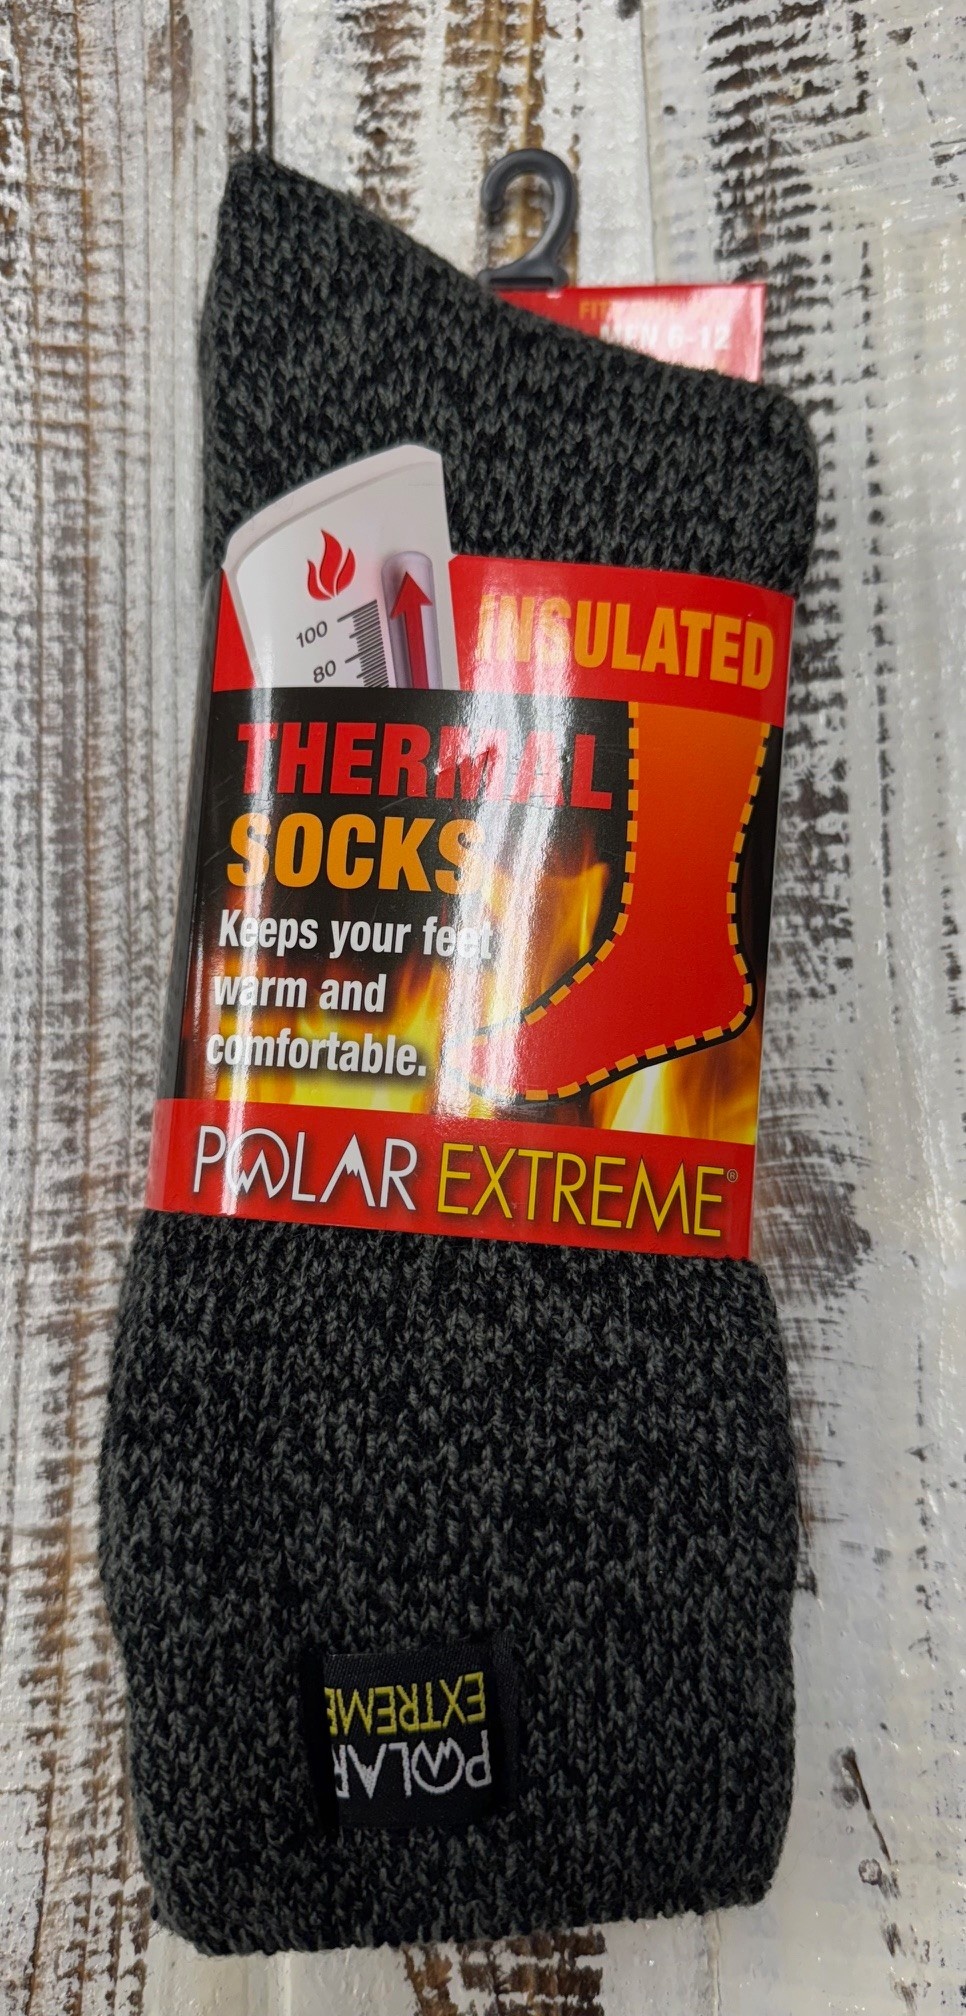 MEN 6-12
INSULATED
100
80
THERMAL
SOCKS
Keeps your feet
warm and
comfortable.
POLAR EXTREME®
POLAR
EXTREME